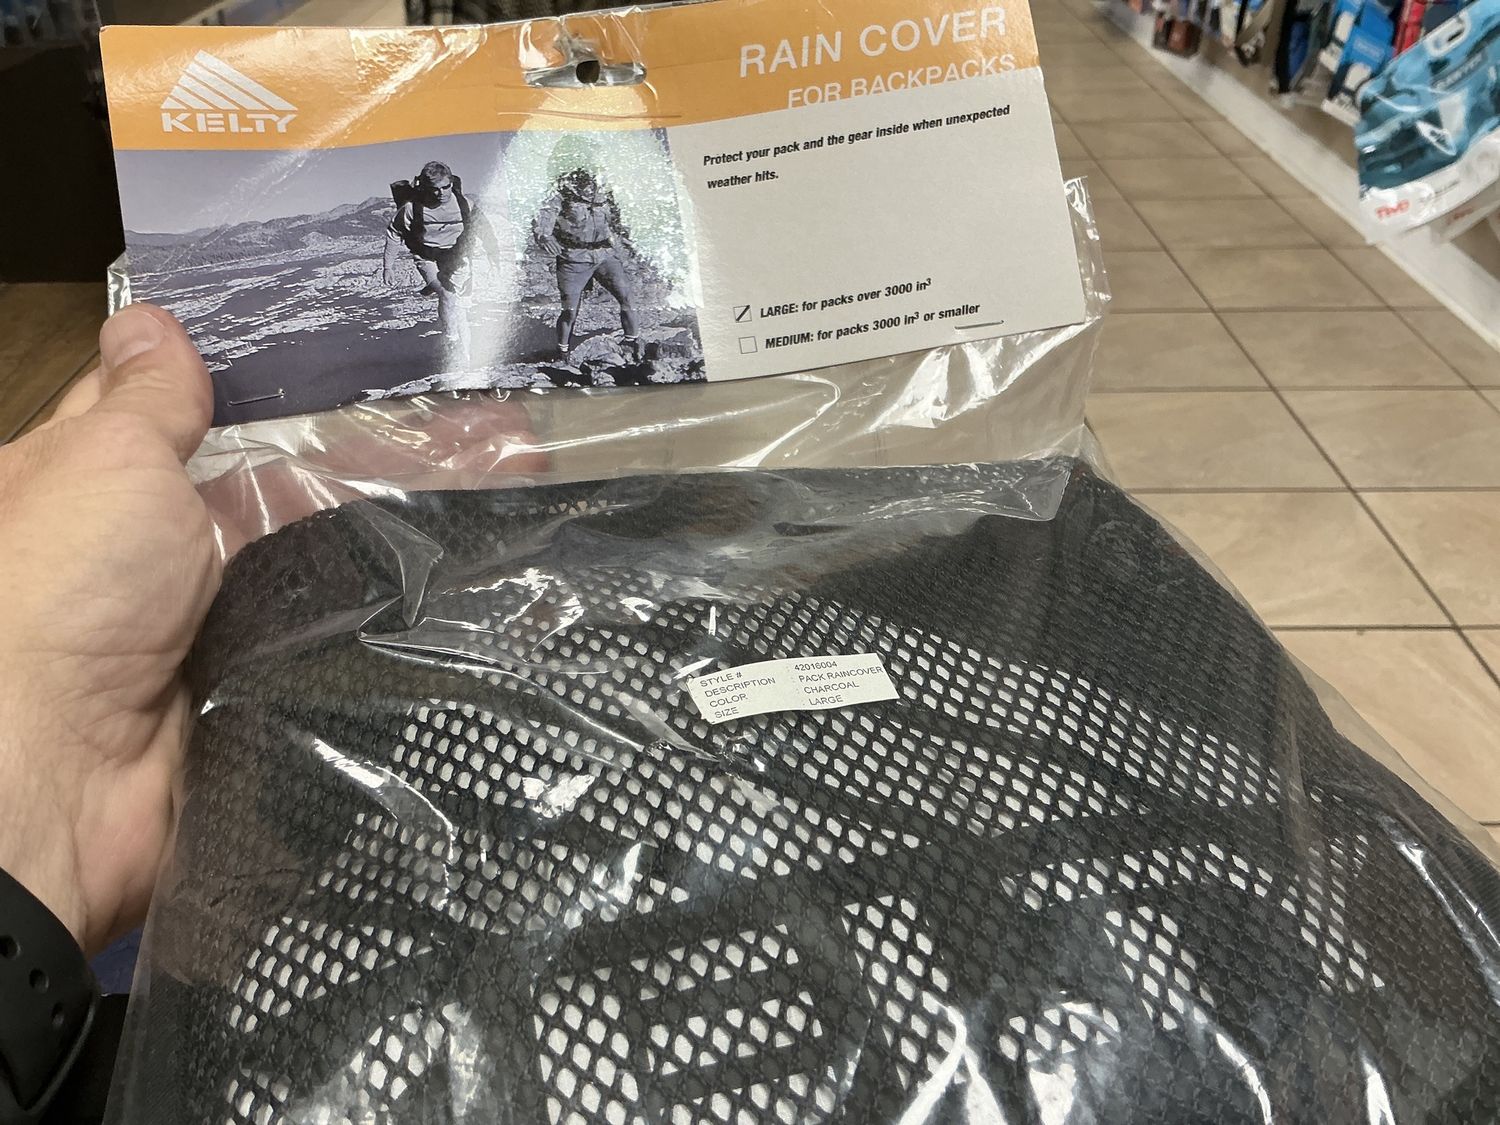 KELTY
RAIN COVER
FOR BACKPACKS
Protect your pack and the gear inside when unexpected
weather hits.
LARGE: for packs over 3000 in³
MEDIUM: for packs 3000 in³ or smaller
STYLE # : 42016004
DESCRIPTION : PACK RAINCOVER
COLOR : CHARCOAL
SIZE : LARGE